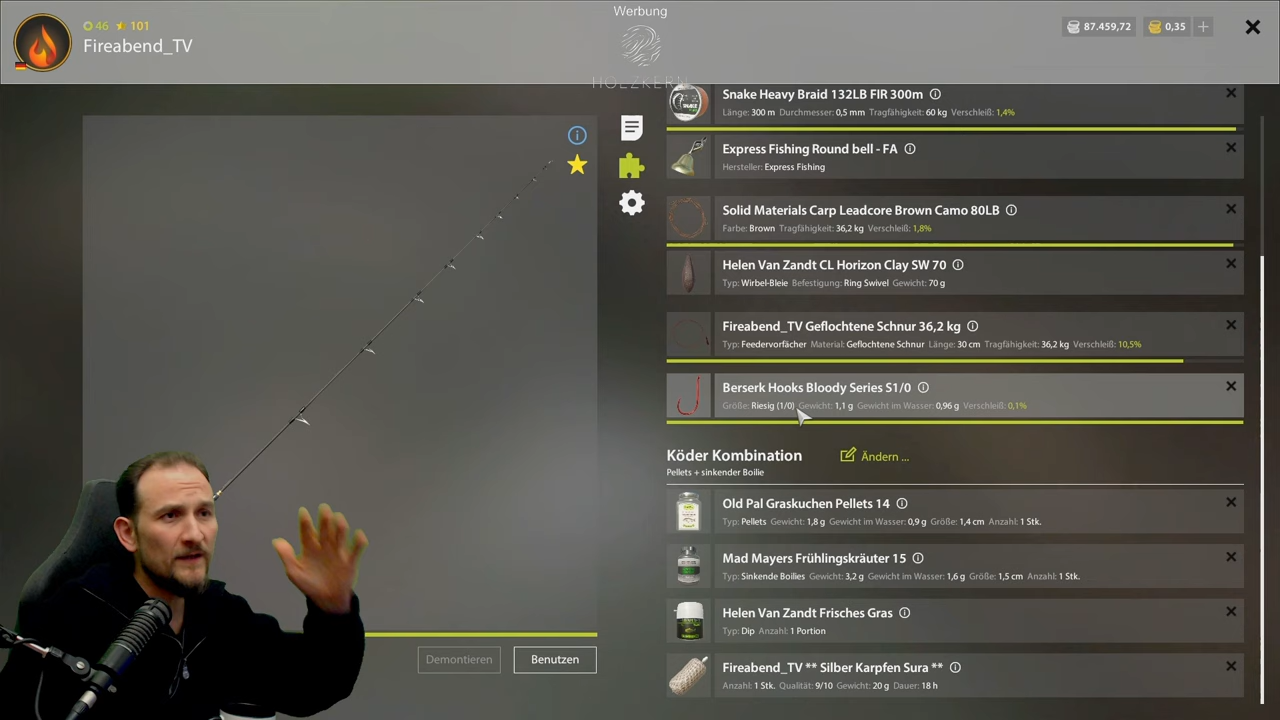 Werbung
46 101
Fireabend_TV
HOLZKERN
87.459,72
0,35
Snake Heavy Braid 132LB FIR 300m
Länge: 300 m Durchmesser: 0,5 mm Tragfähigkeit: 60 kg Verschleiß: 1,4%
Express Fishing Round bell - FA
Hersteller: Express Fishing
Solid Materials Carp Leadcore Brown Camo 80LB
Farbe: Brown Tragfähigkeit: 36,2 kg Verschleiß: 1,8%
Helen Van Zandt CL Horizon Clay SW 70
Typ: Wirbel-Bleie Befestigung: Ring Swivel Gewicht: 70 g
Fireabend_TV Geflochtene Schnur 36,2 kg
Typ: Feedervorfächer Material: Geflochtene Schnur Länge: 30 cm Tragfähigkeit: 36,2 kg Verschleiß: 10,5%
Berserk Hooks Bloody Series S1/0
Größe: Riesig (1/0) Gewicht: 1,1 g Gewicht im Wasser: 0,96 g Verschleiß: 0,1%
Köder Kombination
Ändern ...
Pellets + sinkender Boilie
Old Pal Graskuchen Pellets 14
Typ: Pellets Gewicht: 1,8 g Gewicht im Wasser: 0,9 g Größe: 1,4 cm Anzahl: 1 Stk.
Mad Mayers Frühlingskräuter 15
Typ: Sinkende Boilies Gewicht: 3,2 g Gewicht im Wasser: 1,6 g Größe: 1,5 cm Anzahl: 1 Stk.
Helen Van Zandt Frisches Gras
Typ: Dip Anzahl: 1 Portion
Fireabend_TV ** Silber Karpfen Sura **
Anzahl: 1 Stk. Qualität: 9/10 Gewicht: 20 g Dauer: 18 h
Demontieren
Benutzen